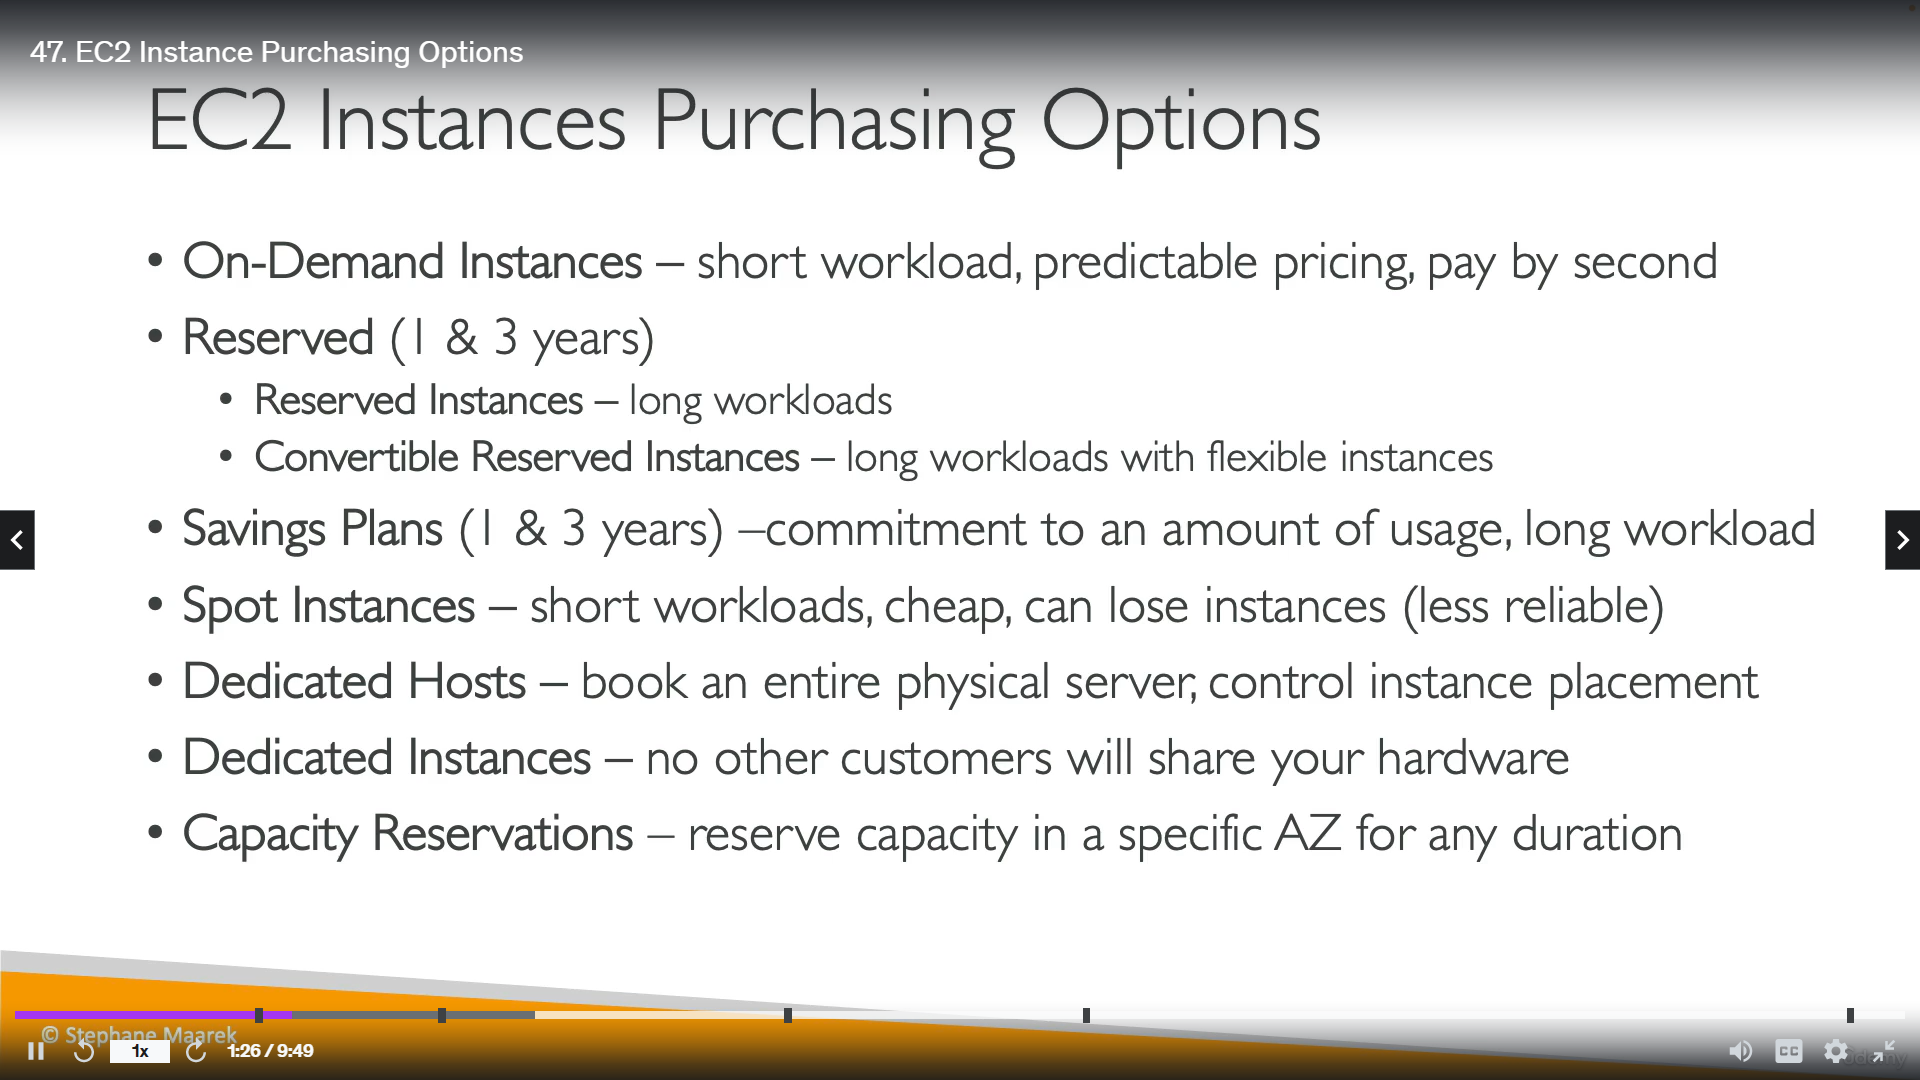 47. EC2 Instance Purchasing Options
EC2 Instances Purchasing Options
• On-Demand Instances – short workload, predictable pricing, pay by second
• Reserved (1 & 3 years)
• Reserved Instances – long workloads
• Convertible Reserved Instances – long workloads with flexible instances
• Savings Plans (1 & 3 years) –commitment to an amount of usage, long workload
• Spot Instances – short workloads, cheap, can lose instances (less reliable)
• Dedicated Hosts – book an entire physical server, control instance placement
• Dedicated Instances – no other customers will share your hardware
• Capacity Reservations – reserve capacity in a specific AZ for any duration
© Stephane Maarek
1x
1:26 / 9:49
CC